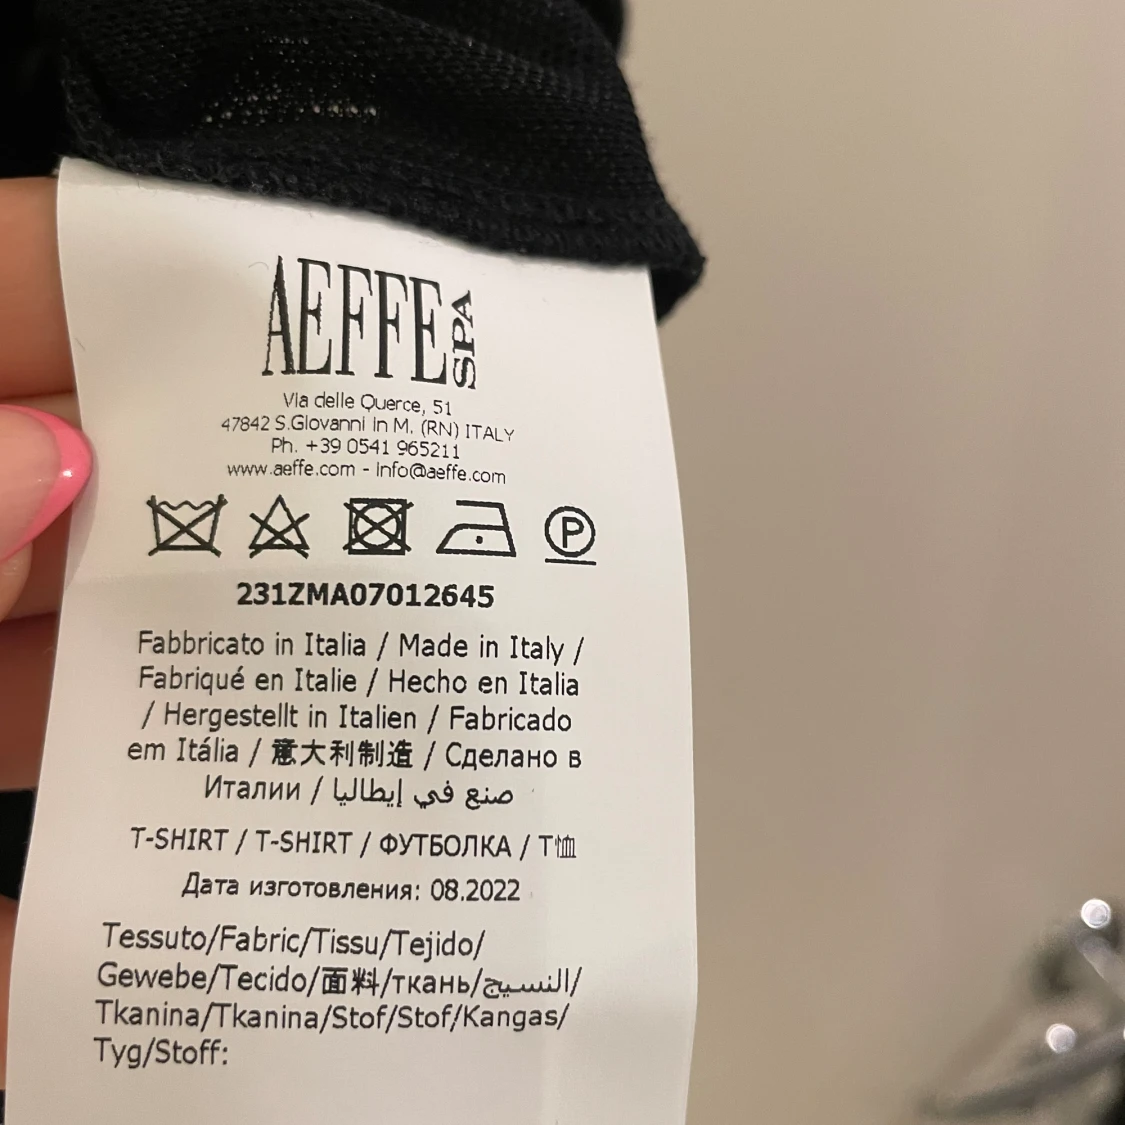 AEFFE SPA
Via delle Querce, 51
47842 S.Giovanni in M. (RN) ITALY
Ph. +39 0541 965211
www.aeffe.com - info@aeffe.com
P
231ZMA07012645
Fabbricato in Italia / Made in Italy /
Fabriqué en Italie / Hecho en Italia
/ Hergestellt in Italien / Fabricado
em Itália / 意大利制造 / Сделано в
Италии / صنع في إيطاليا
T-SHIRT / T-SHIRT / ФУТБОЛКА / T恤
Дата изготовления: 08.2022
Tessuto/Fabric/Tissu/Tejido/
Gewebe/Tecido/面料/ткань/النسيج/
Tkanina/Tkanina/Stof/Stof/Kangas/
Tyg/Stoff: